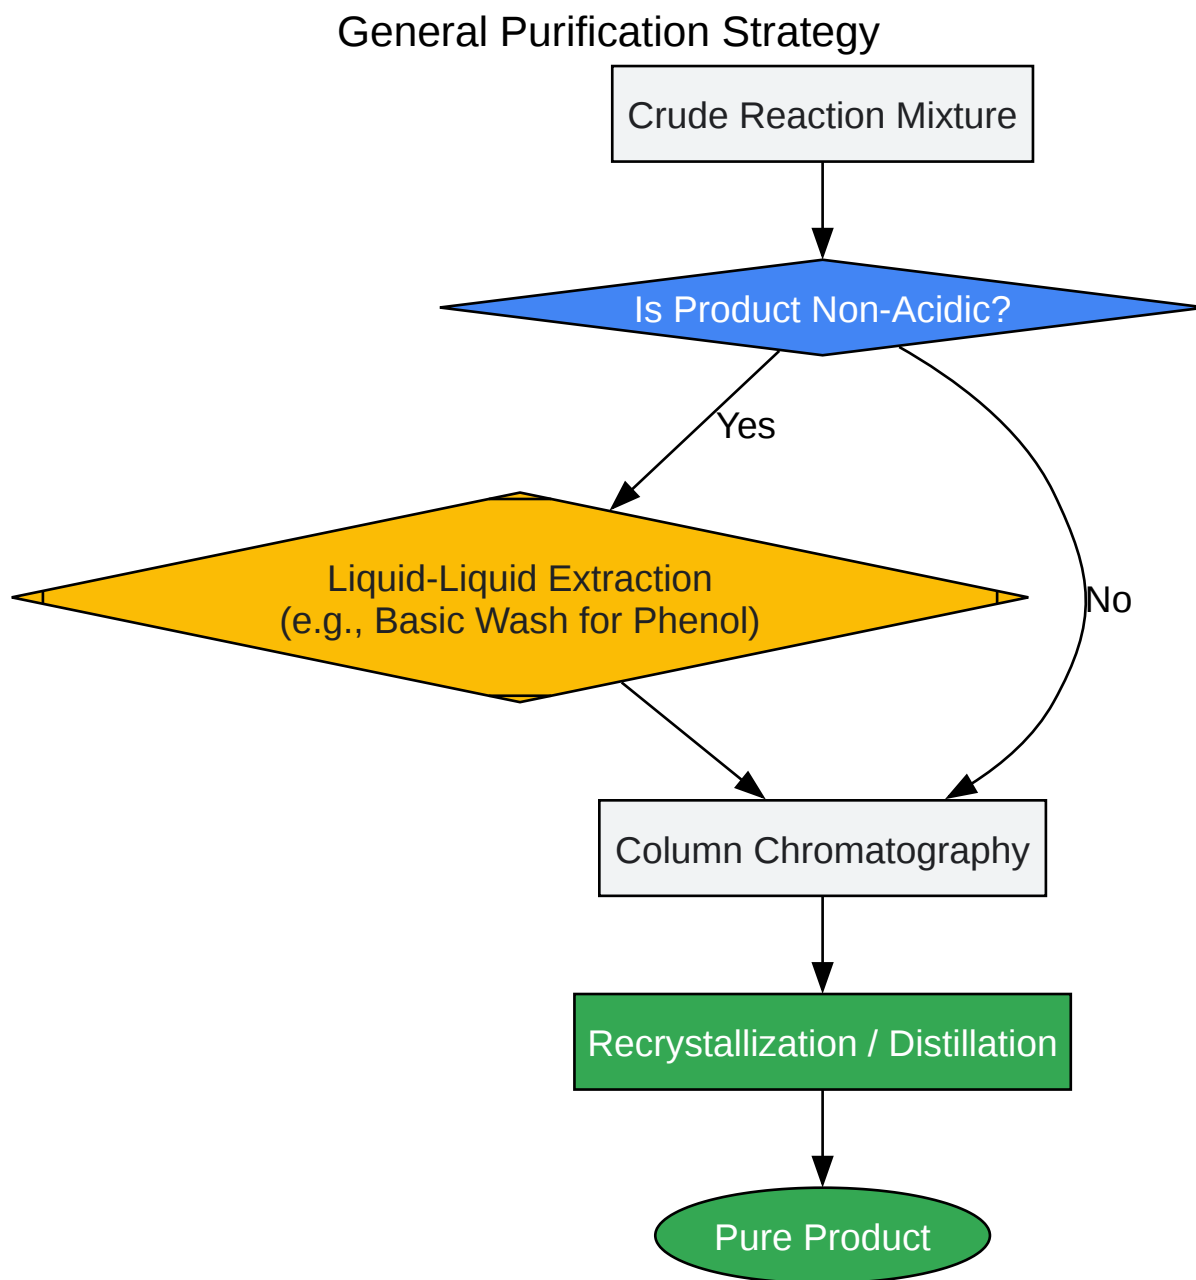 General Purification Strategy
Crude Reaction Mixture
Is Product Non-Acidic?
Yes
Liquid-Liquid Extraction
(e.g., Basic Wash for Phenol)
No
Column Chromatography
Recrystallization / Distillation
Pure Product